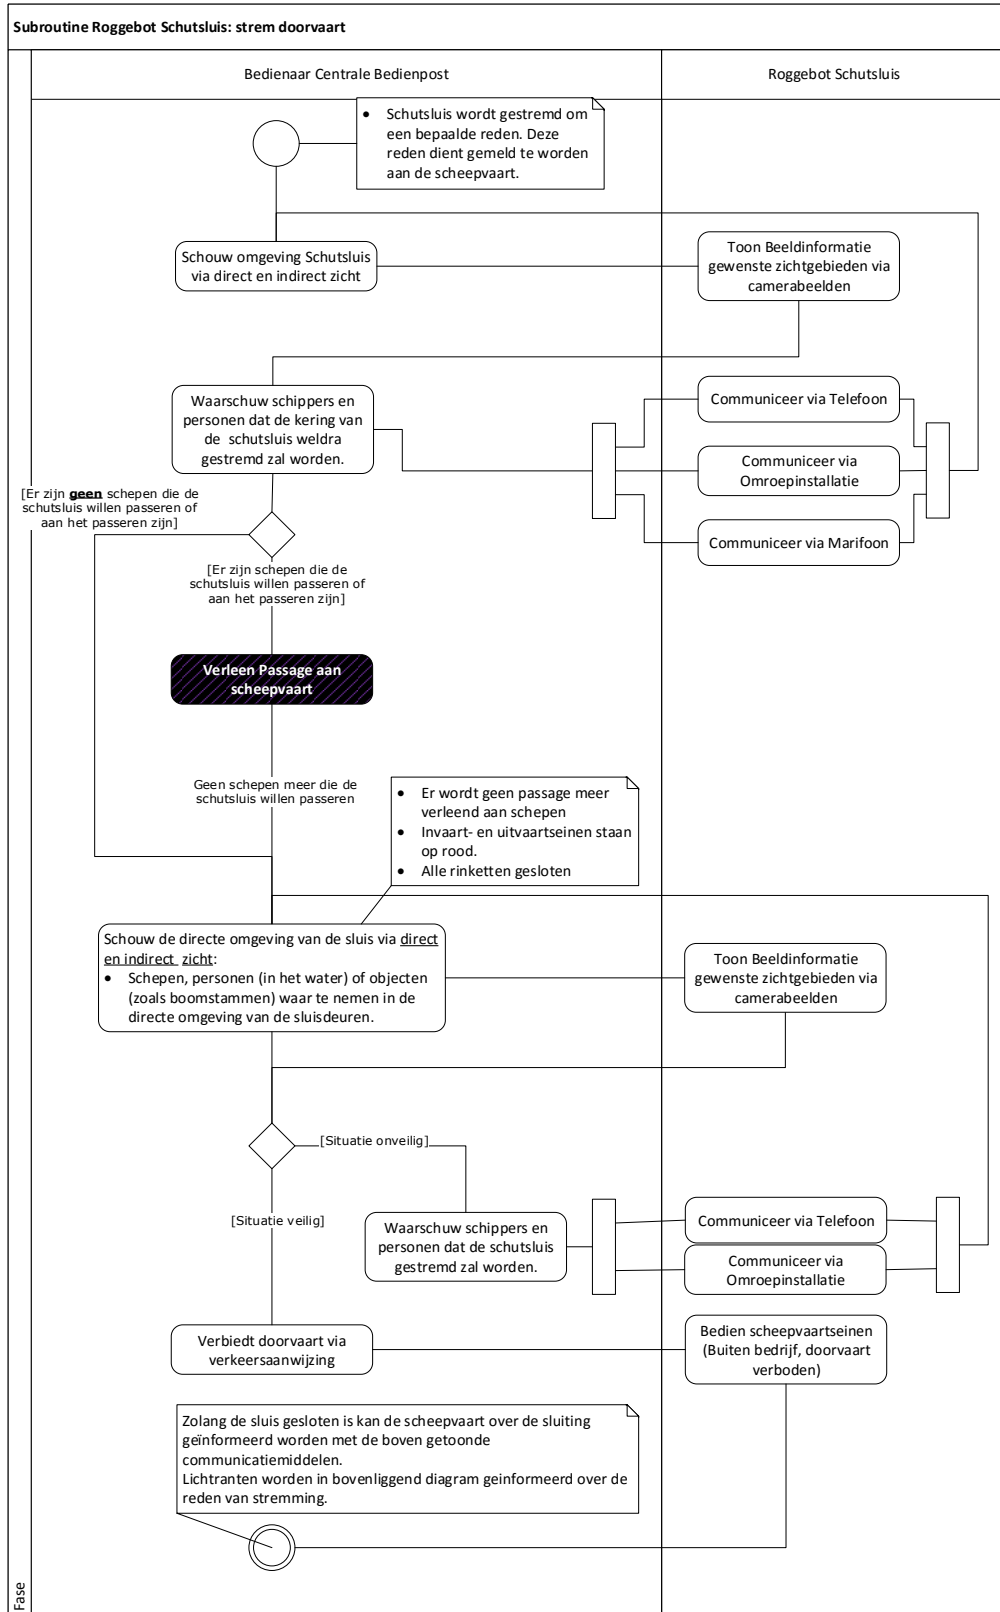 Subroutine Roggebot Schutsluis: strem doorvaart
Bedienaar Centrale Bedienpost
Roggebot Schutsluis
• Schutsluis wordt gestremd om
een bepaalde reden. Deze
reden dient gemeld te worden
aan de scheepvaart.
Schouw omgeving Schutsluis
via direct en indirect zicht
Toon Beeldinformatie
gewenste zichtgebieden via
camerabeelden
Waarschuw schippers en
personen dat de kering van
de schutsluis weldra
gestremd zal worden.
Communiceer via Telefoon
Communiceer via
Omroepinstallatie
Communiceer via Marifoon
[Er zijn geen schepen die de
schutsluis willen passeren of
aan het passeren zijn]
[Er zijn schepen die de
schutsluis willen passeren of
aan het passeren zijn]
Verleen Passage aan
scheepvaart
Geen schepen meer die de
schutsluis willen passeren
• Er wordt geen passage meer
verleend aan schepen
• Invaart- en uitvaartseinen staan
op rood.
• Alle rinketten gesloten
Schouw de directe omgeving van de sluis via direct
en indirect zicht:
• Schepen, personen (in het water) of objecten
(zoals boomstammen) waar te nemen in de
directe omgeving van de sluisdeuren.
Toon Beeldinformatie
gewenste zichtgebieden via
camerabeelden
[Situatie onveilig]
[Situatie veilig]
Waarschuw schippers en
personen dat de schutsluis
gestremd zal worden.
Communiceer via Telefoon
Communiceer via
Omroepinstallatie
Verbiedt doorvaart via
verkeersaanwijzing
Bedien scheepvaartseinen
(Buiten bedrijf, doorvaart
verboden)
Zolang de sluis gesloten is kan de scheepvaart over de sluiting
geïnformeerd worden met de boven getoonde
communicatiemiddelen.
Lichtranten worden in bovenliggend diagram geinformeerd over de
reden van stremming.
Fase